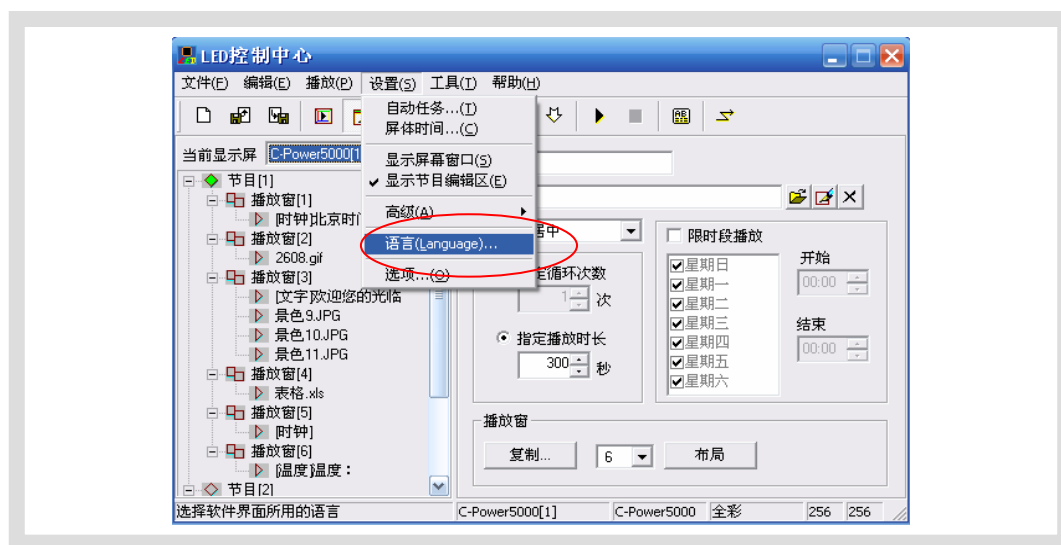 LED控制中心
文件(F) 编辑(E) 播放(P) 设置(S) 工具(T) 帮助(H)
自动任务...(T)
屏体时间...(C)
显示屏幕窗口(S)
显示节目编辑区(E)
高级(A)
语言(Language)...
选项...(O)
当前显示屏 C-Power5000[1
节目[1]
播放窗[1]
[时钟]北京时
播放窗[2]
2608.gif
播放窗[3]
[文字]欢迎您的光临
景色9.JPG
景色10.JPG
景色11.JPG
播放窗[4]
表格.xls
播放窗[5]
[时钟]
播放窗[6]
[温度]温度：
节目[2]
居中
定循环次数
1 次
指定播放时长
300 秒
限时段播放
星期日
星期一
星期二
星期三
星期四
星期五
星期六
开始
00:00
结束
00:00
播放窗
复制... 6 布局
选择软件界面所用的语言 C-Power5000[1] C-Power5000 全彩 256 256